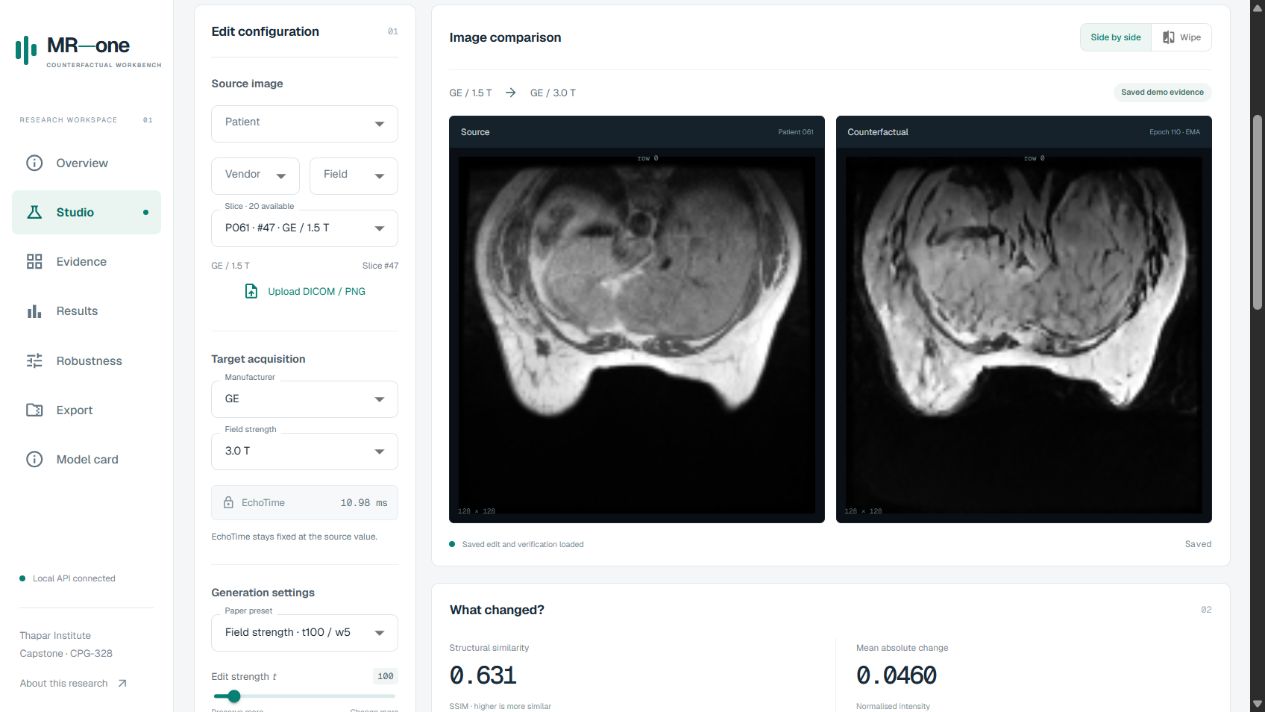 MR—one
COUNTERFACTUAL WORKBENCH
RESEARCH WORKSPACE 01
Overview
Studio
Evidence
Results
Robustness
Export
Model card
Local API connected
Thapar Institute
Capstone · CPG-328
About this research
Edit configuration 01
Source image
Patient
Vendor Field
Slice · 20 available
P061 · #47 · GE / 1.5 T
GE / 1.5 T Slice #47
Upload DICOM / PNG
Target acquisition
Manufacturer
GE
Field strength
3.0 T
EchoTime 10.98 ms
EchoTime stays fixed at the source value.
Generation settings
Paper preset
Field strength · t100 / w5
Edit strength t 100
Image comparison
Side by side Wipe
GE / 1.5 T → GE / 3.0 T
Saved demo evidence
Source Patient 061
row 0
128 × 128
Counterfactual Epoch 110 · EMA
row 0
128 × 128
Saved edit and verification loaded Saved
What changed? 02
Structural similarity
0.631
SSIM · higher is more similar
Mean absolute change
0.0460
Normalised intensity